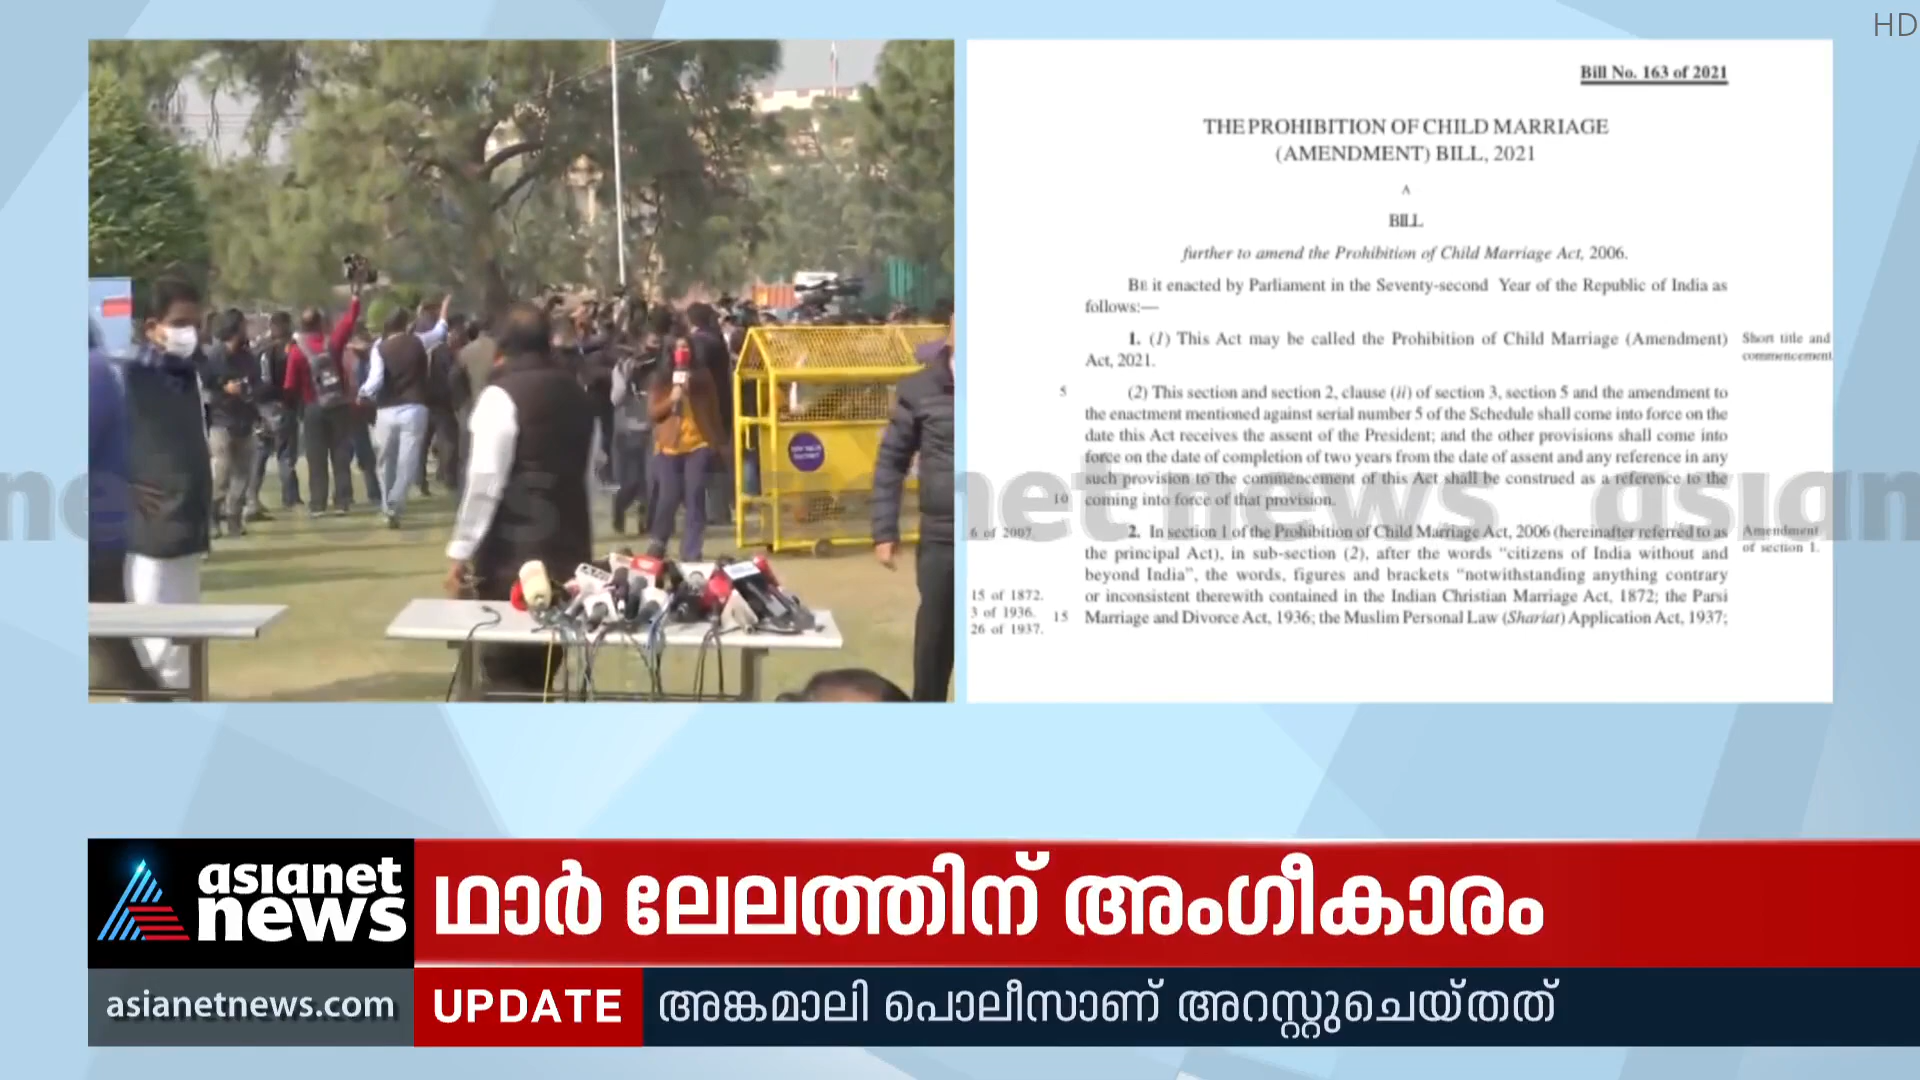 HD
Bill No. 163 of 2021
THE PROHIBITION OF CHILD MARRIAGE
(AMENDMENT) BILL, 2021
A
BILL
further to amend the Prohibition of Child Marriage Act, 2006.
BE it enacted by Parliament in the Seventy-second Year of the Republic of India as
follows:—
1. (1) This Act may be called the Prohibition of Child Marriage (Amendment)
Act, 2021.
Short title and
commencement.
5 (2) This section and section 2, clause (ii) of section 3, section 5 and the amendment to
the enactment mentioned against serial number 5 of the Schedule shall come into force on the
date this Act receives the assent of the President; and the other provisions shall come into
force on the date of completion of two years from the date of assent and any reference in any
such provision to the commencement of this Act shall be construed as a reference to the
10 coming into force of that provision.
6 of 2007.
2. In section 1 of the Prohibition of Child Marriage Act, 2006 (hereinafter referred to as
the principal Act), in sub-section (2), after the words "citizens of India without and
beyond India", the words, figures and brackets "notwithstanding anything contrary
or inconsistent therewith contained in the Indian Christian Marriage Act, 1872; the Parsi
15 Marriage and Divorce Act, 1936; the Muslim Personal Law (Shariat) Application Act, 1937;
Amendment
of section 1.
15 of 1872.
3 of 1936.
26 of 1937.
net news
asianet news
asian
asianet
news
ഥാർ ലേലത്തിന് അംഗീകാരം
asianetnews.com
UPDATE
അങ്കമാലി പൊലീസാണ് അറസ്റ്റുചെയ്തത്